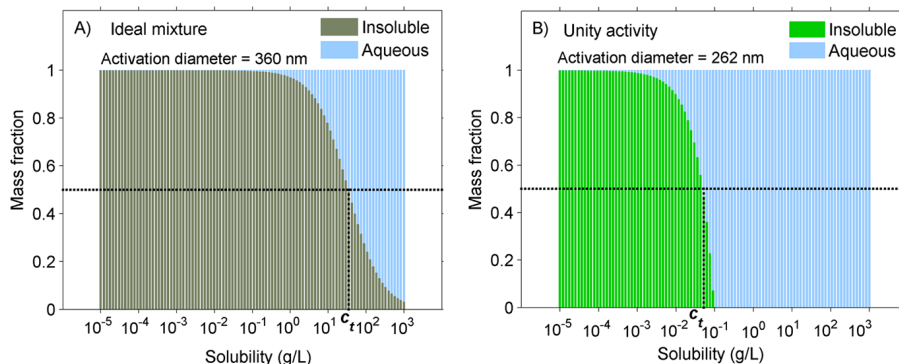 A) Ideal mixture
Insoluble
Aqueous
Activation diameter = 360 nm
Mass fraction
1
0.8
0.6
0.4
0.2
0
10⁻⁵ 10⁻⁴ 10⁻³ 10⁻² 10⁻¹ 10⁰ 10¹ 10² 10³
cₜ
Solubility (g/L)
B) Unity activity
Insoluble
Aqueous
Activation diameter = 262 nm
Mass fraction
1
0.8
0.6
0.4
0.2
0
10⁻⁵ 10⁻⁴ 10⁻³ 10⁻² 10⁻¹ 10⁰ 10¹ 10² 10³
cₜ
Solubility (g/L)